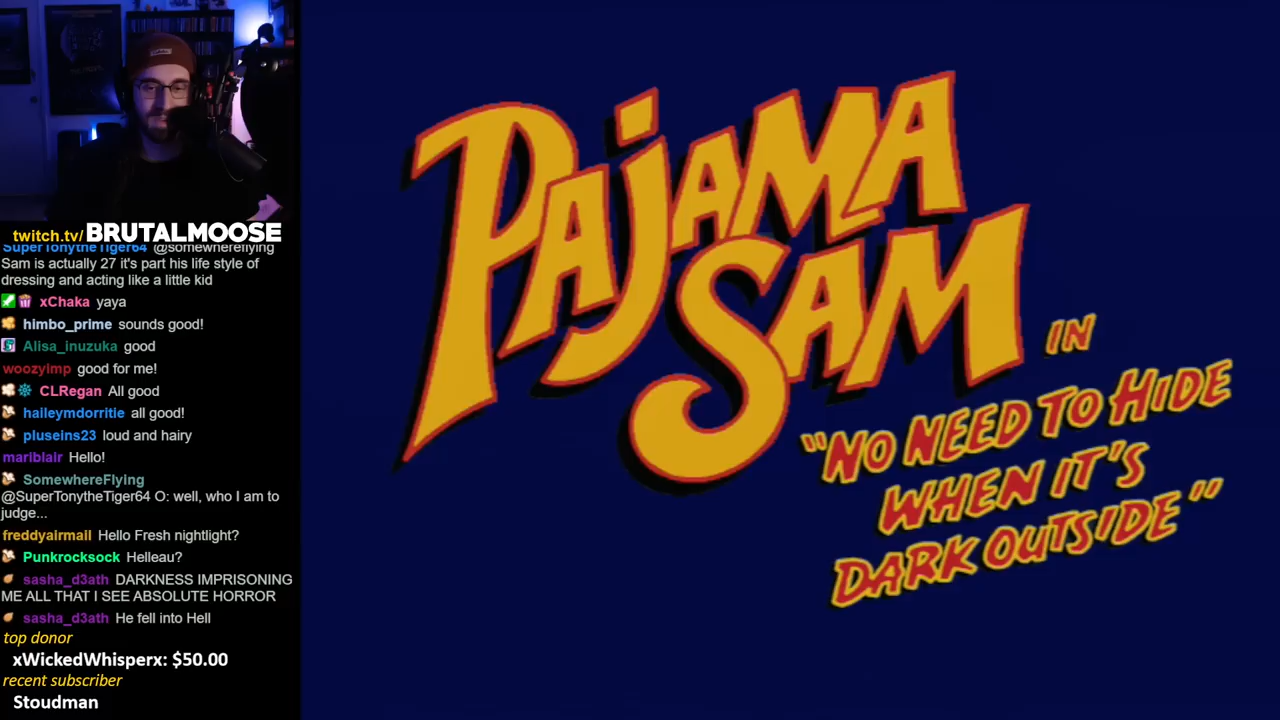 twitch.tv/BRUTALMOOSE
SuperTonytheTiger64 @somewhereflying
Sam is actually 27 it's part his life style of
dressing and acting like a little kid
xChaka yaya
himbo_prime sounds good!
Alisa_inuzuka good
woozyimp good for me!
CLRegan All good
haileymdorritie all good!
pluseins23 loud and hairy
mariblair Hello!
SomewhereFlying
@SuperTonytheTiger64 O: well, who I am to
judge...
freddyairmail Hello Fresh nightlight?
Punkrocksock Helleau?
sasha_d3ath DARKNESS IMPRISONING
ME ALL THAT I SEE ABSOLUTE HORROR
sasha_d3ath He fell into Hell
top donor
xWickedWhisperx: $50.00
recent subscriber
Stoudman
PAJAMA
SAM
IN
"NO NEED TO HIDE
WHEN IT'S
DARK OUTSIDE"